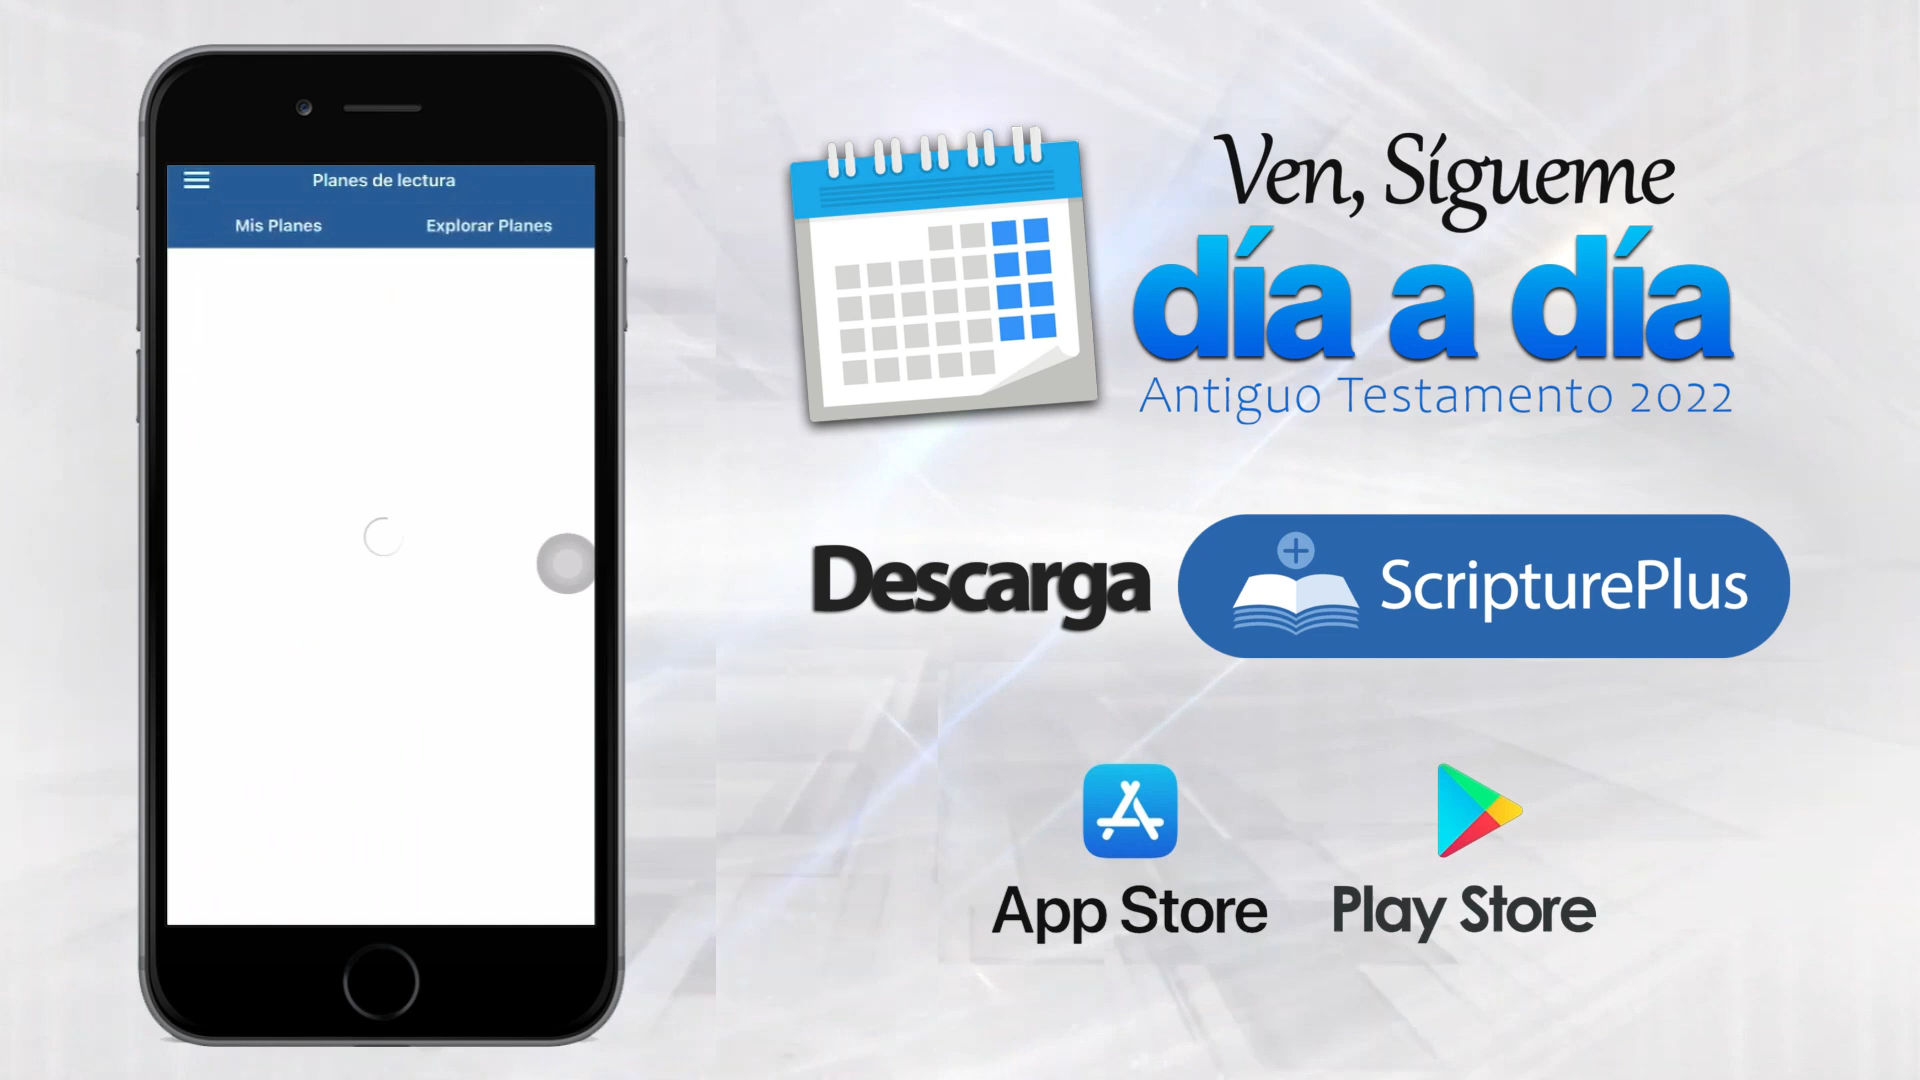 Planes de lectura
Mis Planes Explorar Planes
Ven, Sígueme
día a día
Antiguo Testamento 2022
Descarga ScripturePlus
App Store Play Store